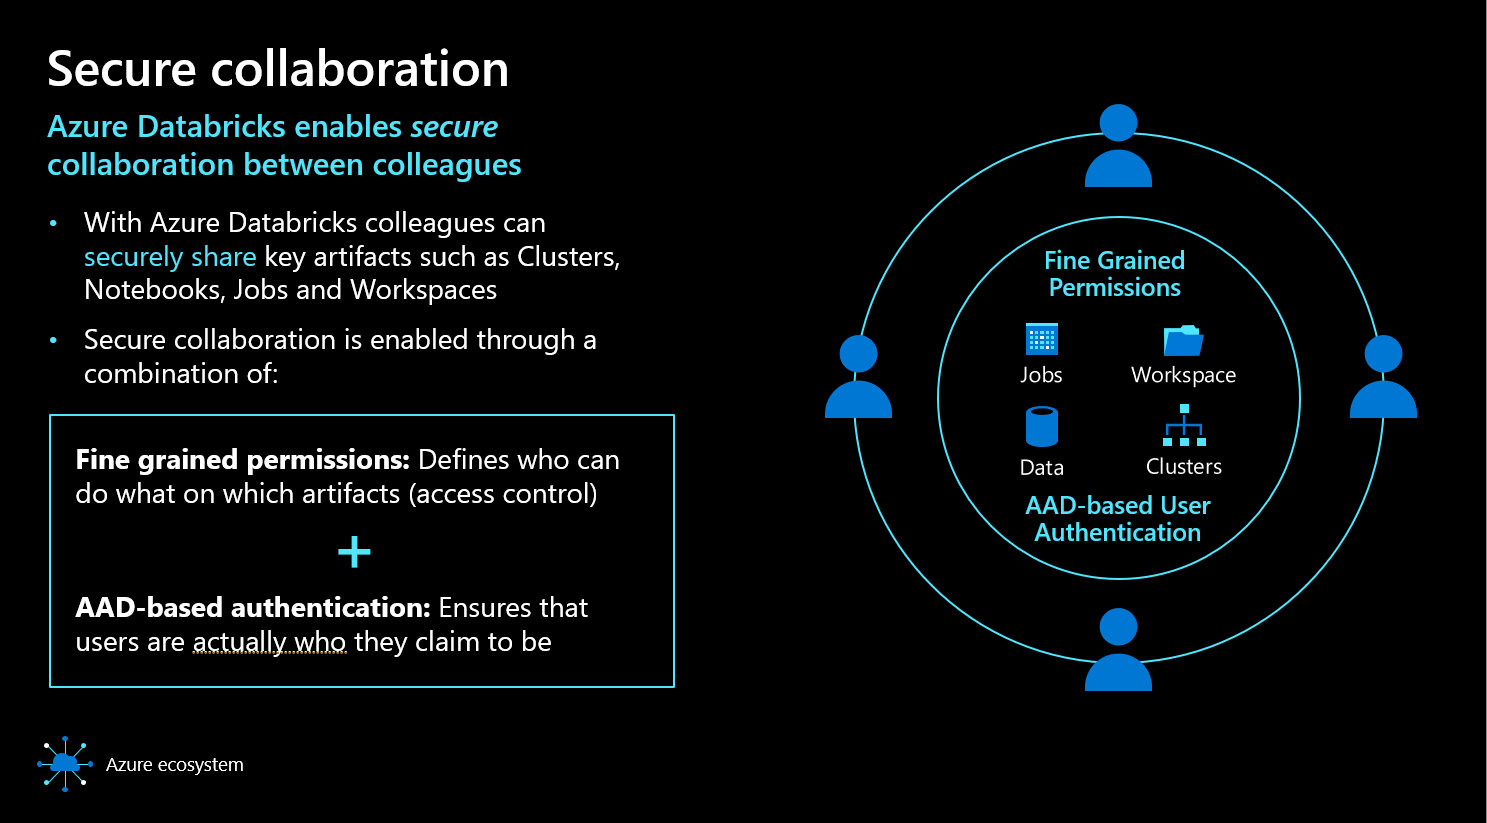 Secure collaboration
Azure Databricks enables secure
collaboration between colleagues
• With Azure Databricks colleagues can
securely share key artifacts such as Clusters,
Notebooks, Jobs and Workspaces
• Secure collaboration is enabled through a
combination of:
Fine grained permissions: Defines who can
do what on which artifacts (access control)
+
AAD-based authentication: Ensures that
users are actually who they claim to be
Azure ecosystem
Fine Grained
Permissions
Jobs
Workspace
Data
Clusters
AAD-based User
Authentication